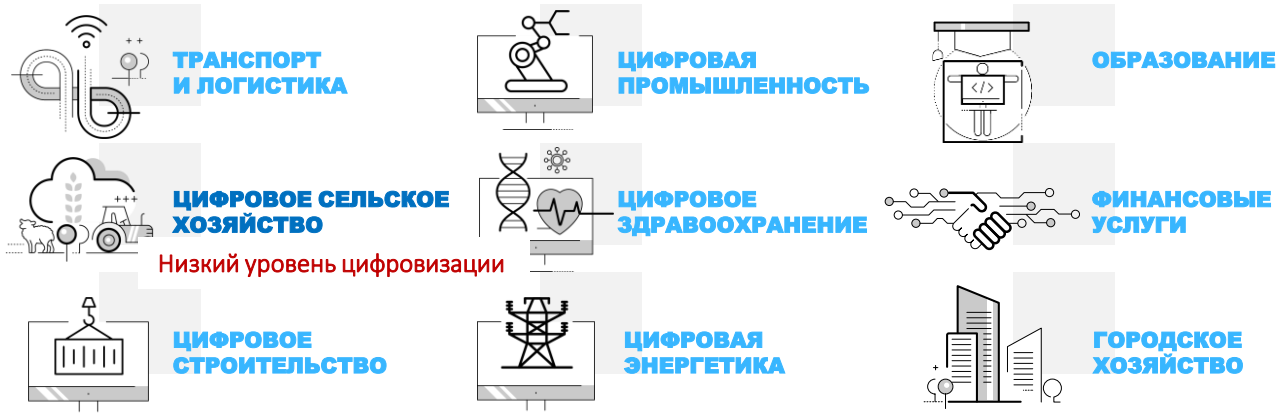 ТРАНСПОРТ
И ЛОГИСТИКА
ЦИФРОВАЯ
ПРОМЫШЛЕННОСТЬ
ОБРАЗОВАНИЕ
</>
ЦИФРОВОЕ СЕЛЬСКОЕ
ХОЗЯЙСТВО
Низкий уровень цифровизации
ЦИФРОВОЕ
ЗДРАВООХРАНЕНИЕ
ФИНАНСОВЫЕ
УСЛУГИ
ЦИФРОВОЕ
СТРОИТЕЛЬСТВО
ЦИФРОВАЯ
ЭНЕРГЕТИКА
ГОРОДСКОЕ
ХОЗЯЙСТВО